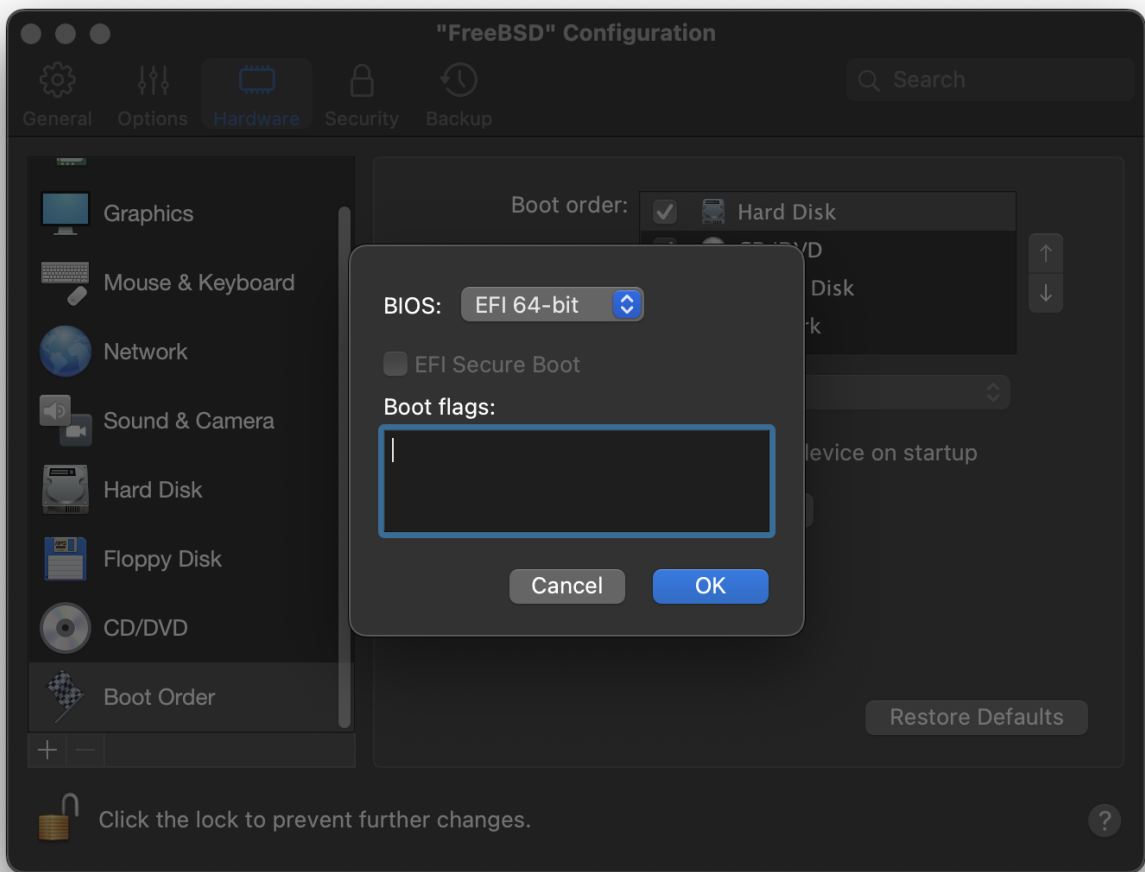 "FreeBSD" Configuration
General
Options
Hardware
Security
Backup
Search
Graphics
Mouse & Keyboard
Network
Sound & Camera
Hard Disk
Floppy Disk
CD/DVD
Boot Order
Boot order:
Hard Disk
CD/DVD
Disk
device on startup
BIOS:
EFI 64-bit
EFI Secure Boot
Boot flags:
Cancel
OK
Restore Defaults
Click the lock to prevent further changes.
?